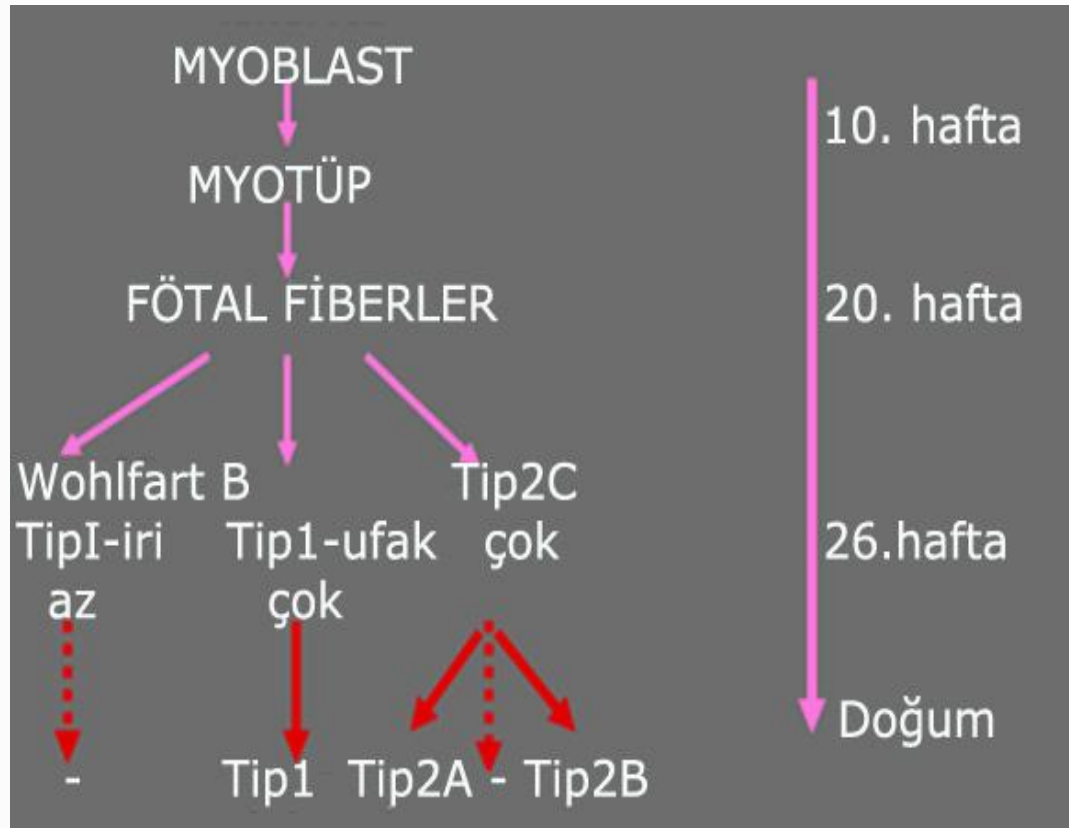 MYOBLAST
10. hafta
MYOTÜP
FÖTAL FİBERLER
20. hafta
Wohlfart B
Tip2C
TipI-iri
Tip1-ufak
çok
26.hafta
az
çok
Doğum
-
Tip1
Tip2A - Tip2B